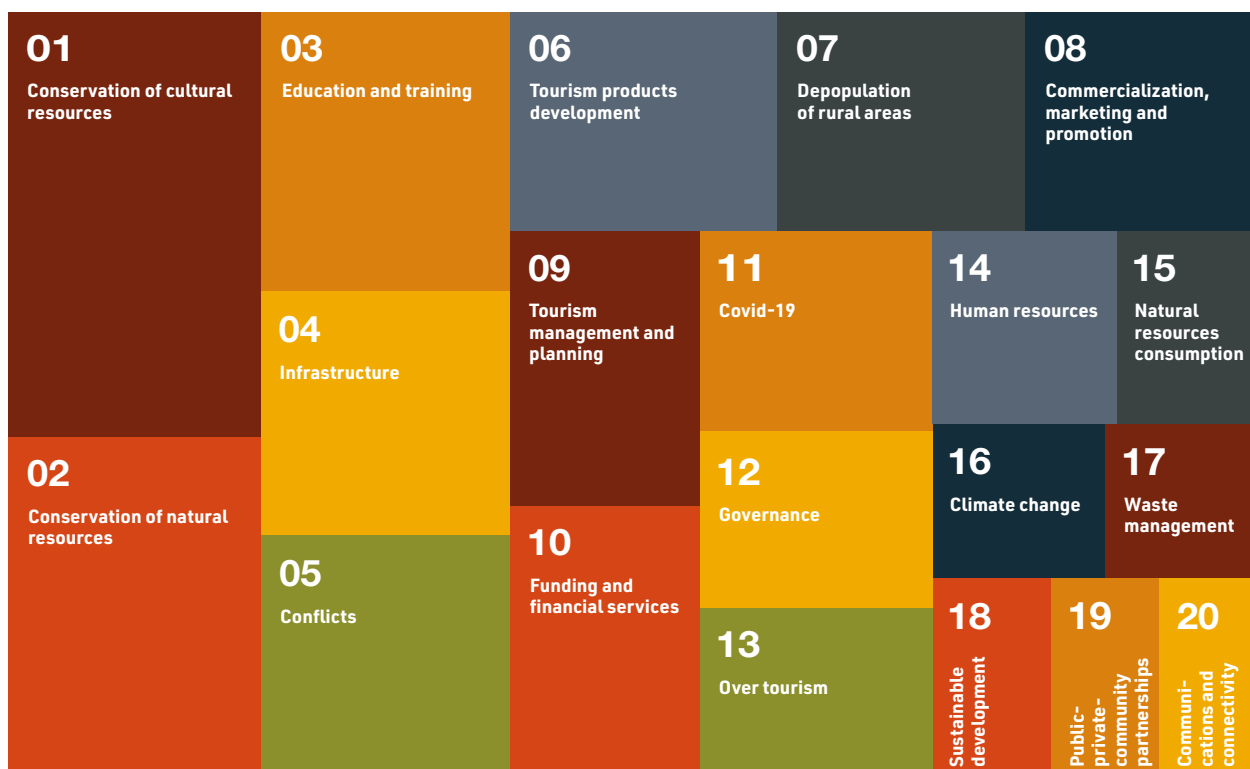 01
Conservation of cultural
resources
02
Conservation of natural
resources
03
Education and training
04
Infrastructure
05
Conflicts
06
Tourism products
development
07
Depopulation
of rural areas
08
Commercialization,
marketing and
promotion
09
Tourism
management and
planning
10
Funding and
financial services
11
Covid-19
12
Governance
13
Over tourism
14
Human resources
15
Natural
resources
consumption
16
Climate change
17
Waste
management
18
Sustainable
development
19
Public-
private-
community
partnerships
20
Communi-
cations and
connectivity